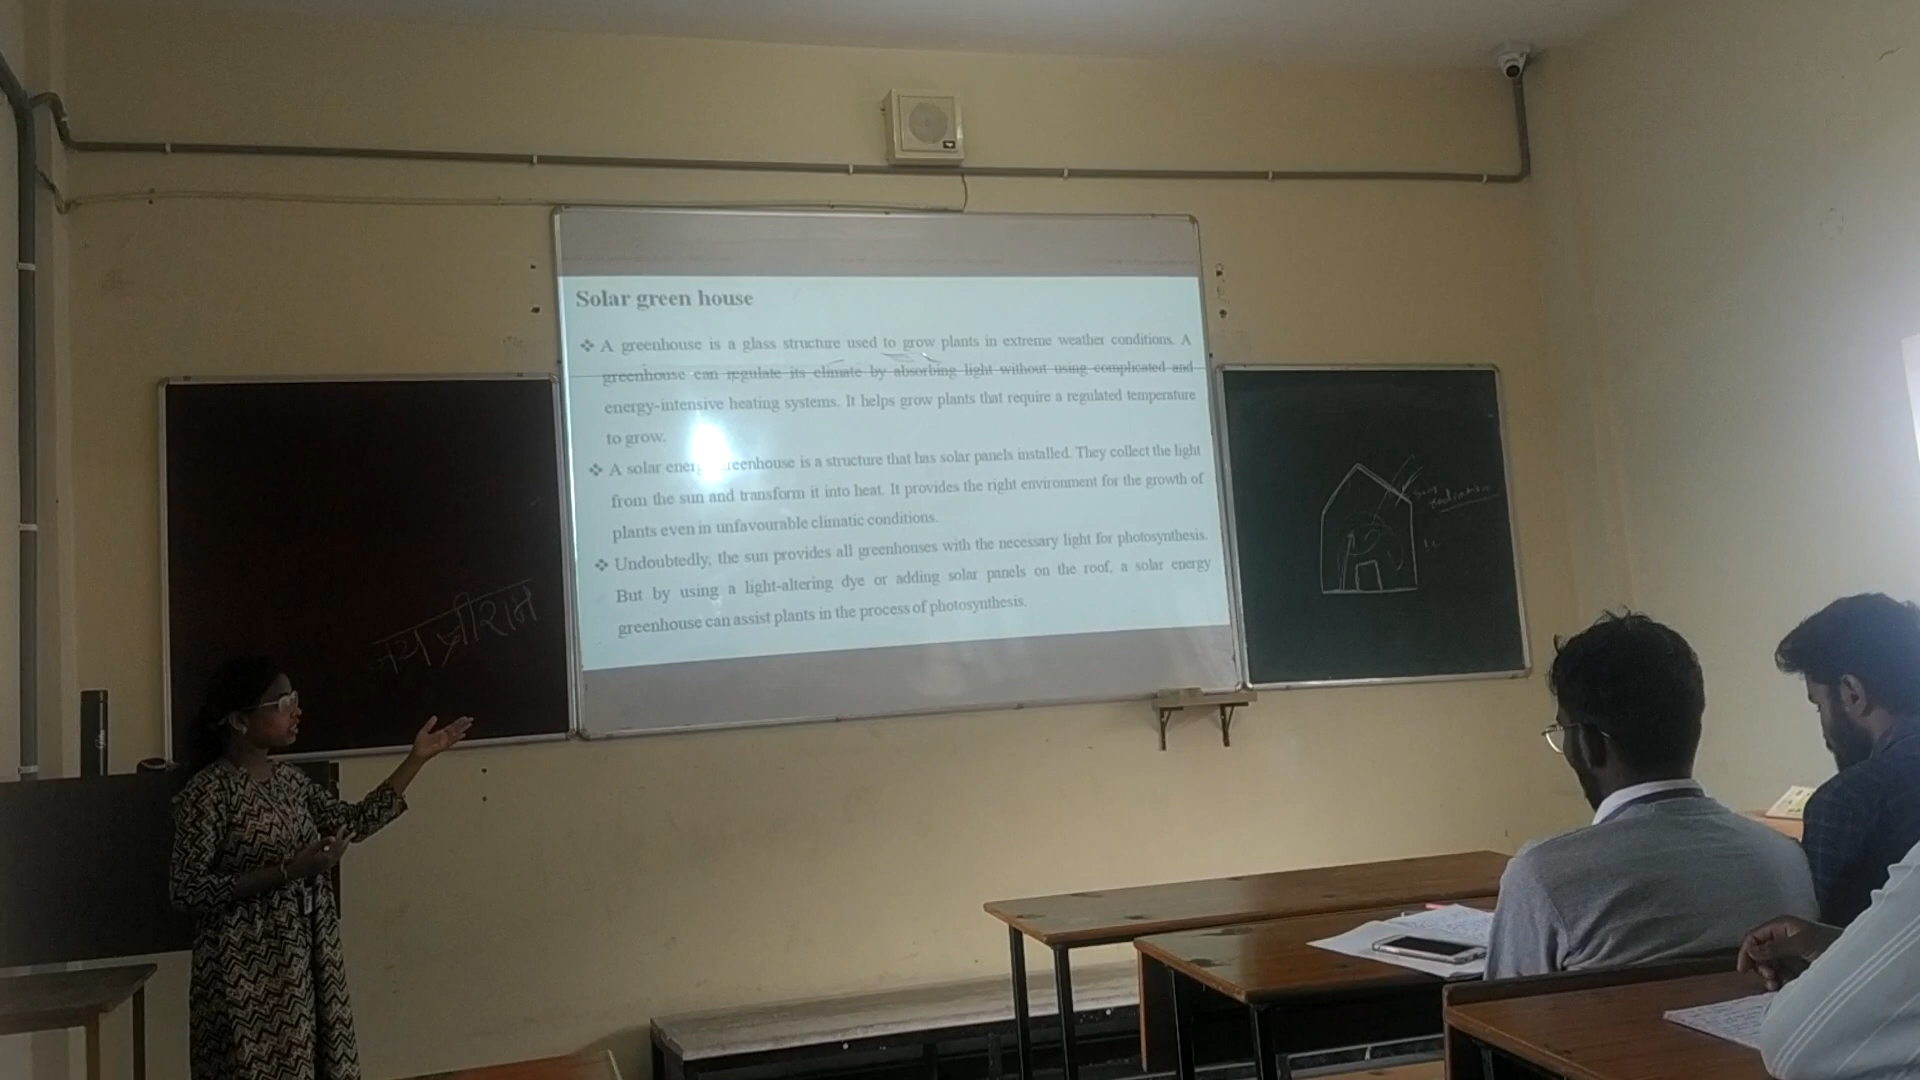 Solar green house
❖ A greenhouse is a glass structure used to grow plants in extreme weather conditions. A
greenhouse can regulate its climate by absorbing light without using complicated and
energy-intensive heating systems. It helps grow plants that require a regulated temperature
to grow.
❖ A solar greenhouse is a structure that has solar panels installed. They collect the light
from the sun and transform it into heat. It provides the right environment for the growth of
plants even in unfavourable climatic conditions.
❖ Undoubtedly, the sun provides all greenhouses with the necessary light for photosynthesis.
But by using a light-altering dye or adding solar panels on the roof, a solar energy
greenhouse can assist plants in the process of photosynthesis.
जय श्रीराम